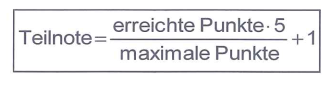 Teilnote = erreichte Punkte · 5 / maximale Punkte + 1